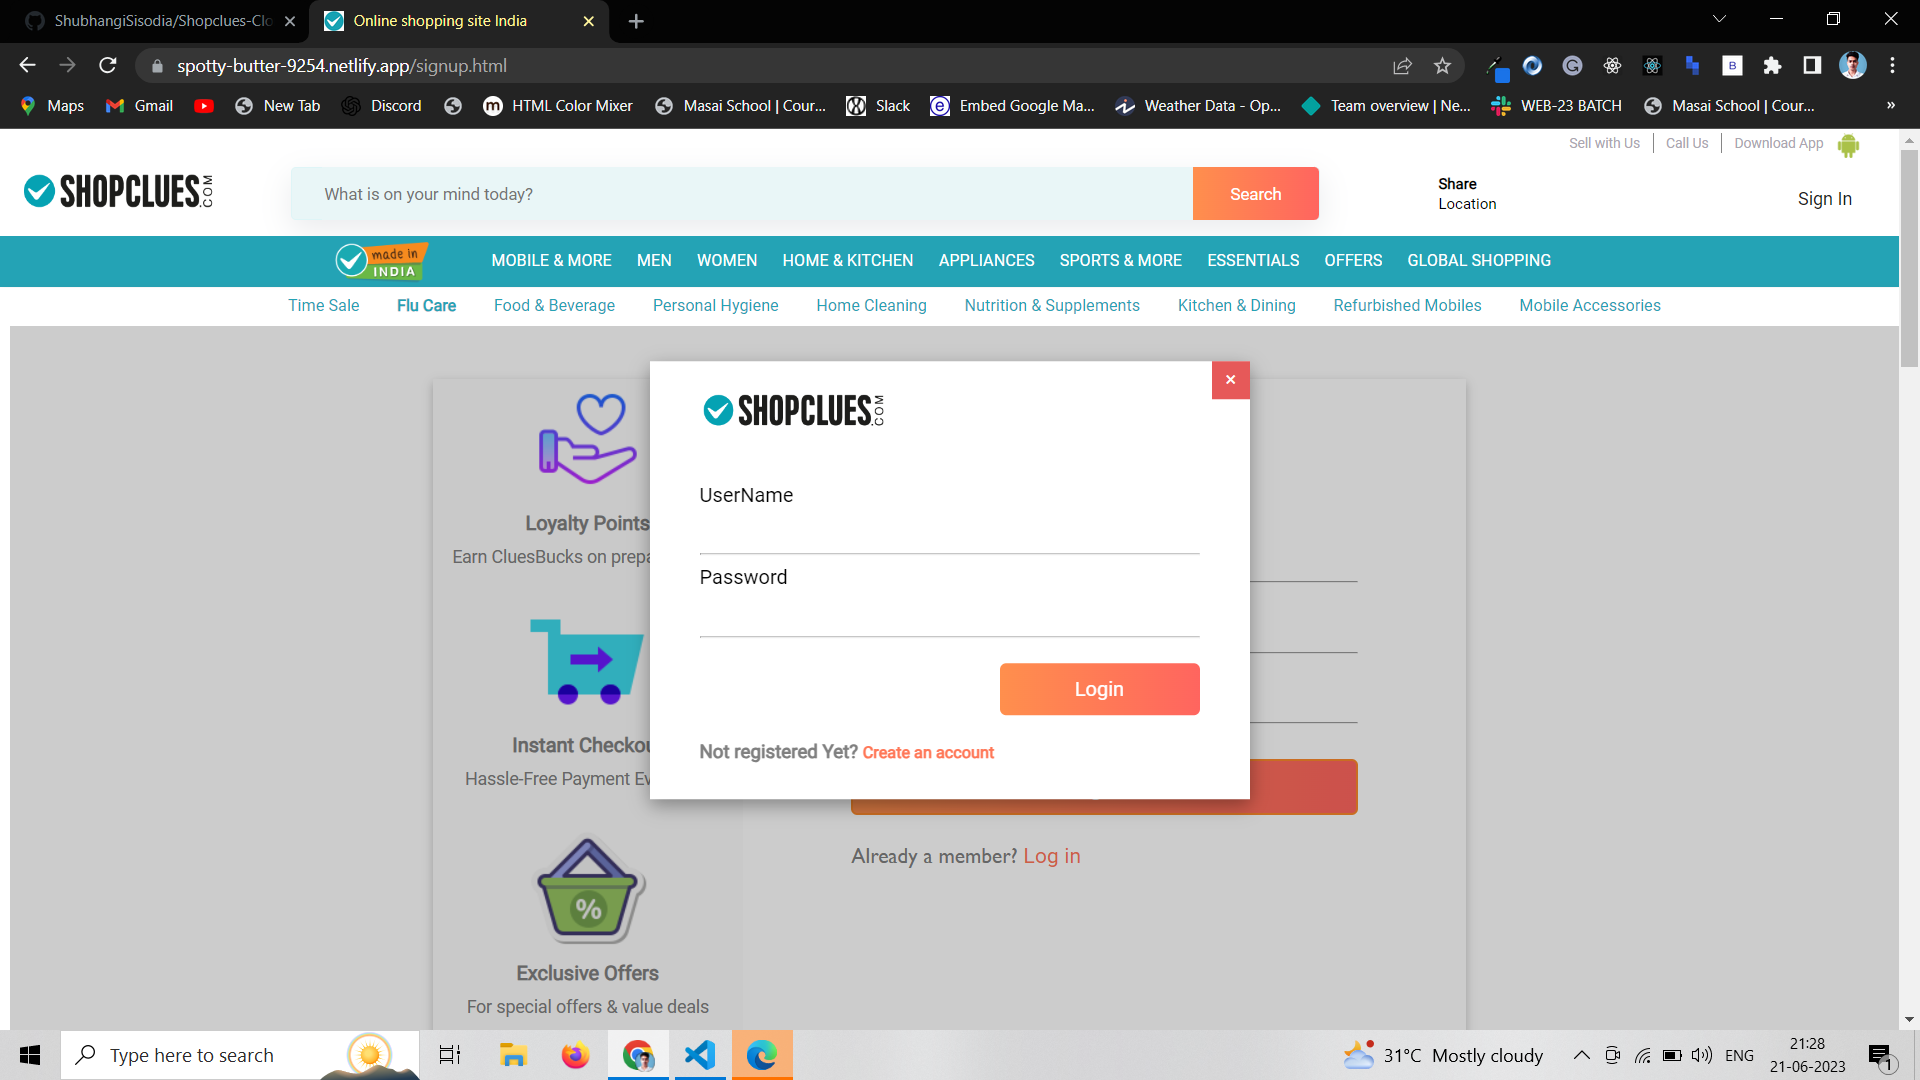 ShubhangiSisodia/Shopclues-Clo
Online shopping site India
spotty-butter-9254.netlify.app/signup.html
Maps
Gmail
New Tab
Discord
HTML Color Mixer
Masai School | Cour...
Slack
Embed Google Ma...
Weather Data - Op...
Team overview | Ne...
WEB-23 BATCH
Masai School | Cour...
»
Sell with Us
Call Us
Download App
SHOPCLUES.COM
What is on your mind today?
Search
Share
Location
Sign In
made in
INDIA
MOBILE & MORE
MEN
WOMEN
HOME & KITCHEN
APPLIANCES
SPORTS & MORE
ESSENTIALS
OFFERS
GLOBAL SHOPPING
Time Sale
Flu Care
Food & Beverage
Personal Hygiene
Home Cleaning
Nutrition & Supplements
Kitchen & Dining
Refurbished Mobiles
Mobile Accessories
SHOPCLUES.COM
×
UserName
Password
Login
Not registered Yet? Create an account
Loyalty Points
Earn CluesBucks on prepa
Instant Checkou
Hassle-Free Payment Ev
%
Exclusive Offers
For special offers & value deals
Already a member? Log in
Type here to search
31°C Mostly cloudy
ENG
21:28
21-06-2023
1